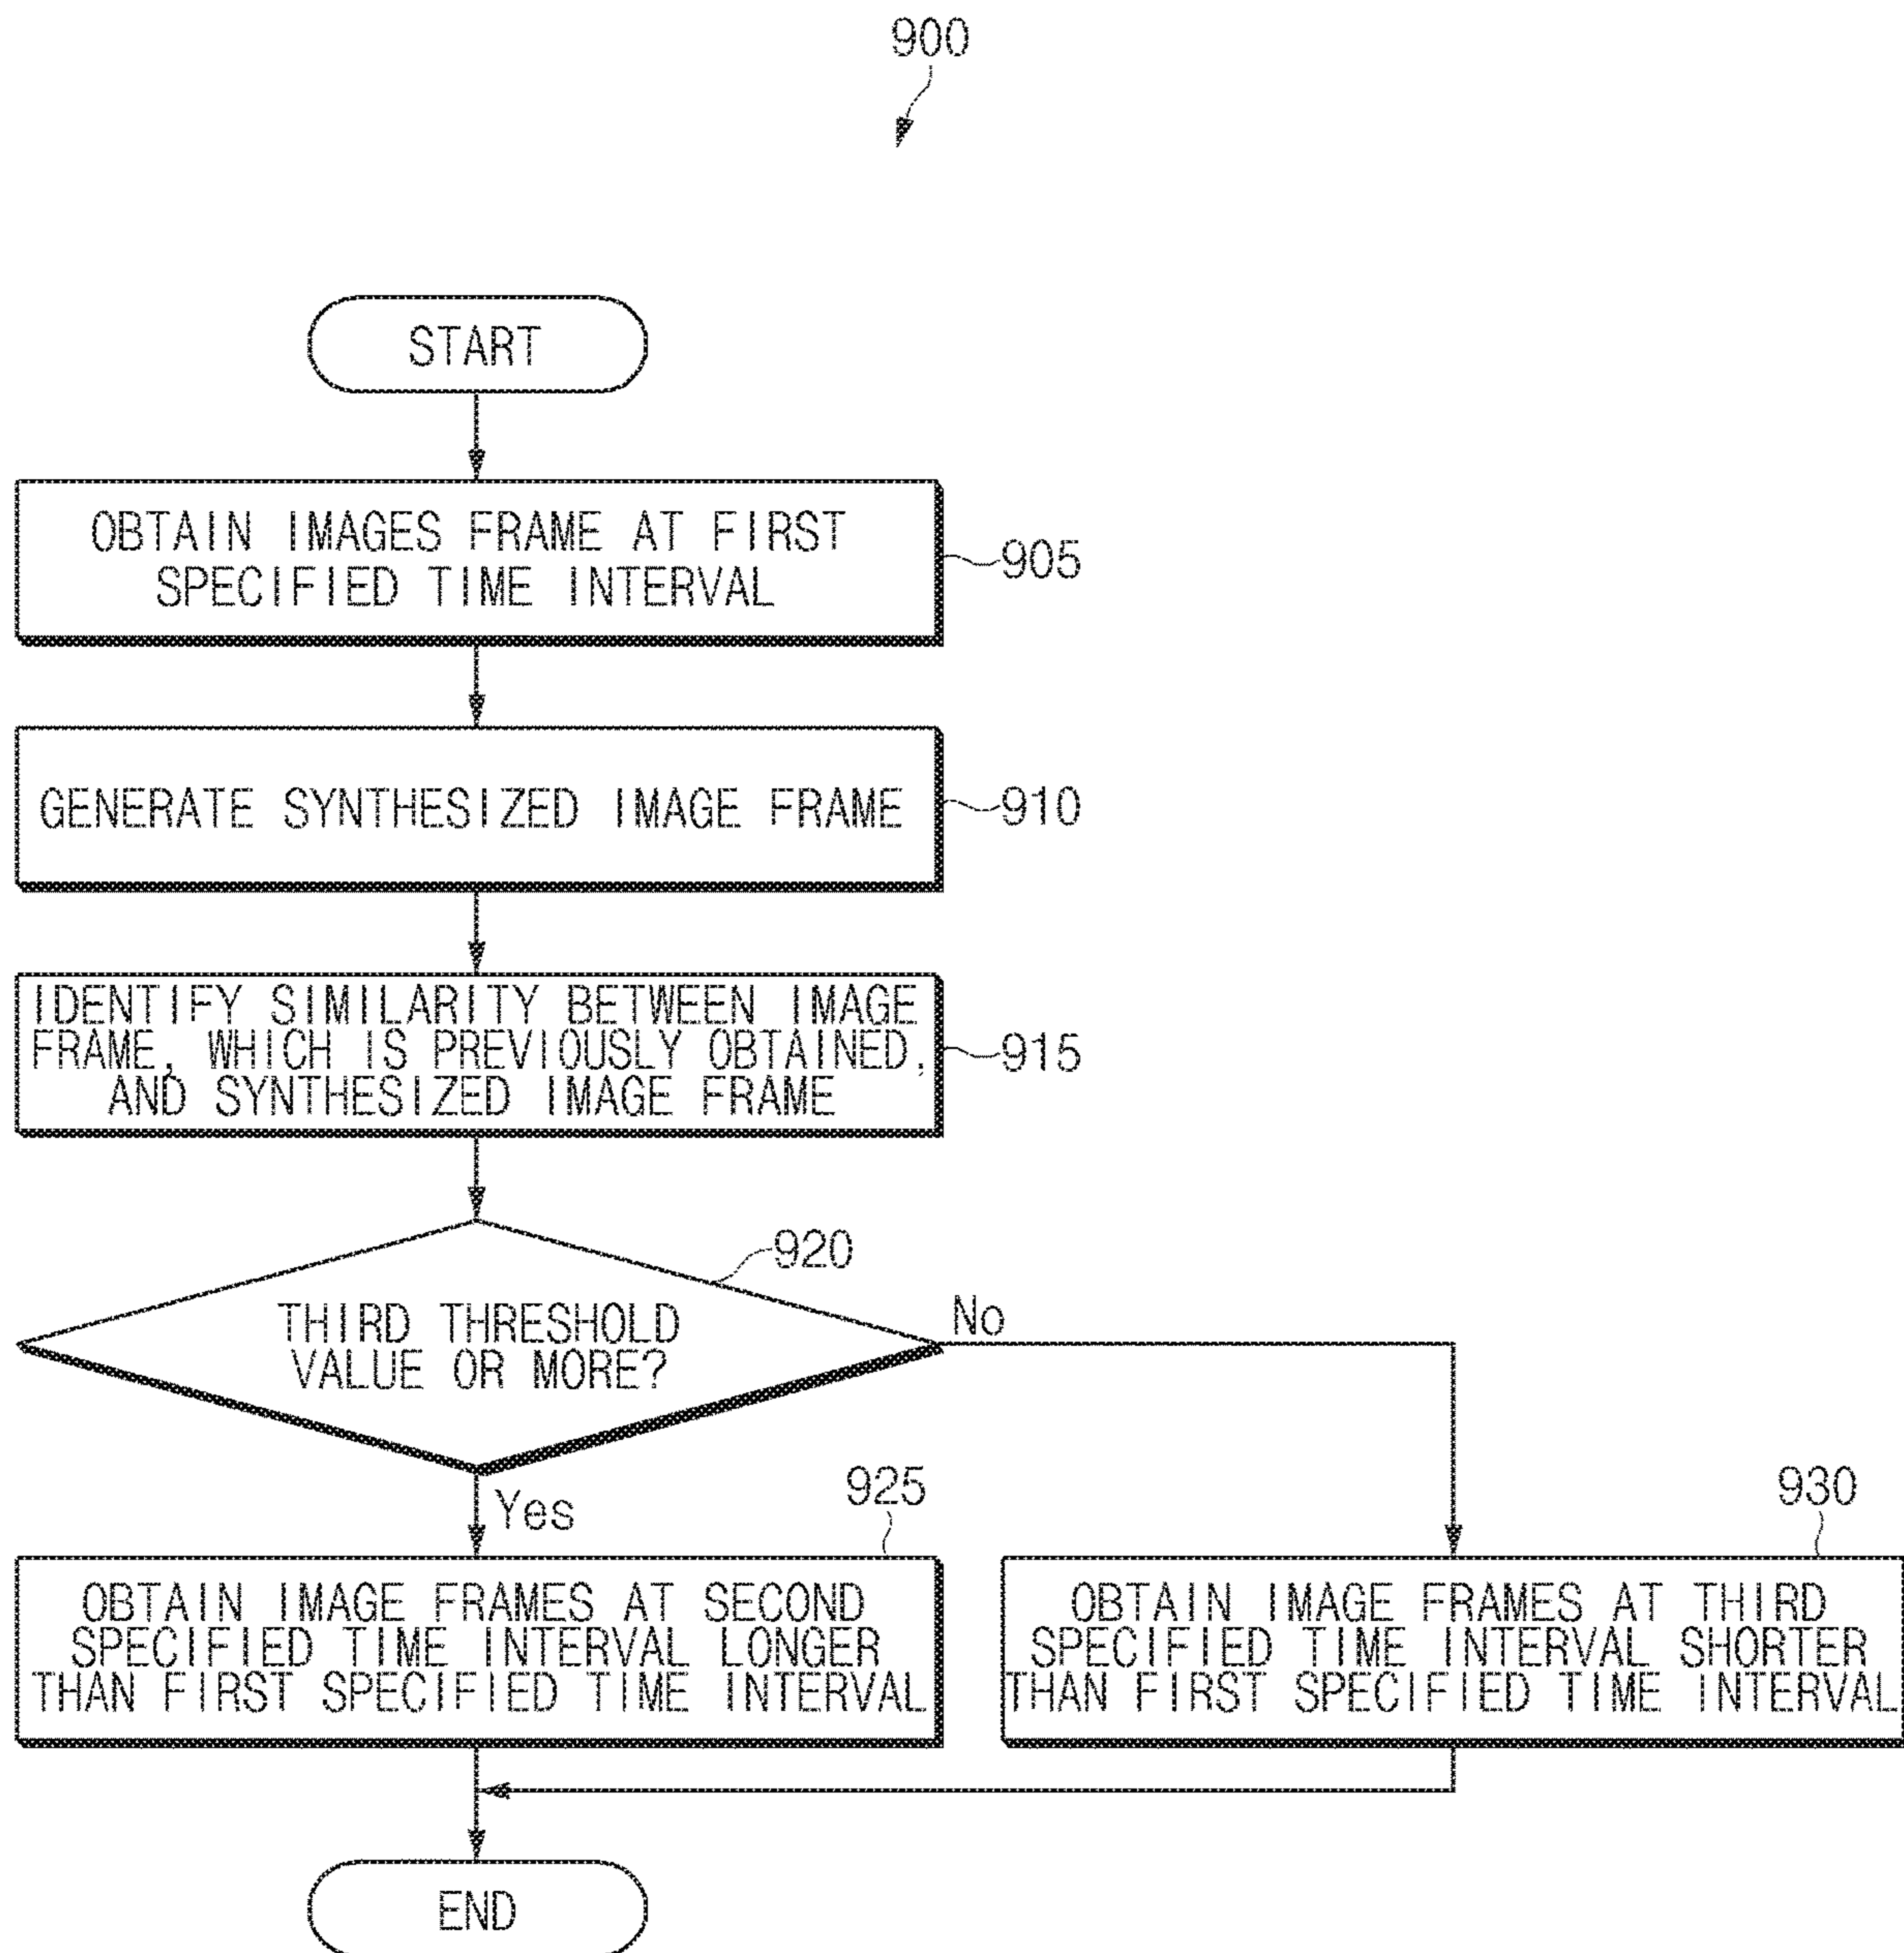 900
START
OBTAIN IMAGES FRAME AT FIRST
SPECIFIED TIME INTERVAL
905
GENERATE SYNTHESIZED IMAGE FRAME
910
IDENTIFY SIMILARITY BETWEEN IMAGE
FRAME, WHICH IS PREVIOUSLY OBTAINED,
AND SYNTHESIZED IMAGE FRAME
915
920
THIRD THRESHOLD
VALUE OR MORE?
No
Yes
925
OBTAIN IMAGE FRAMES AT SECOND
SPECIFIED TIME INTERVAL LONGER
THAN FIRST SPECIFIED TIME INTERVAL
930
OBTAIN IMAGE FRAMES AT THIRD
SPECIFIED TIME INTERVAL SHORTER
THAN FIRST SPECIFIED TIME INTERVAL
END